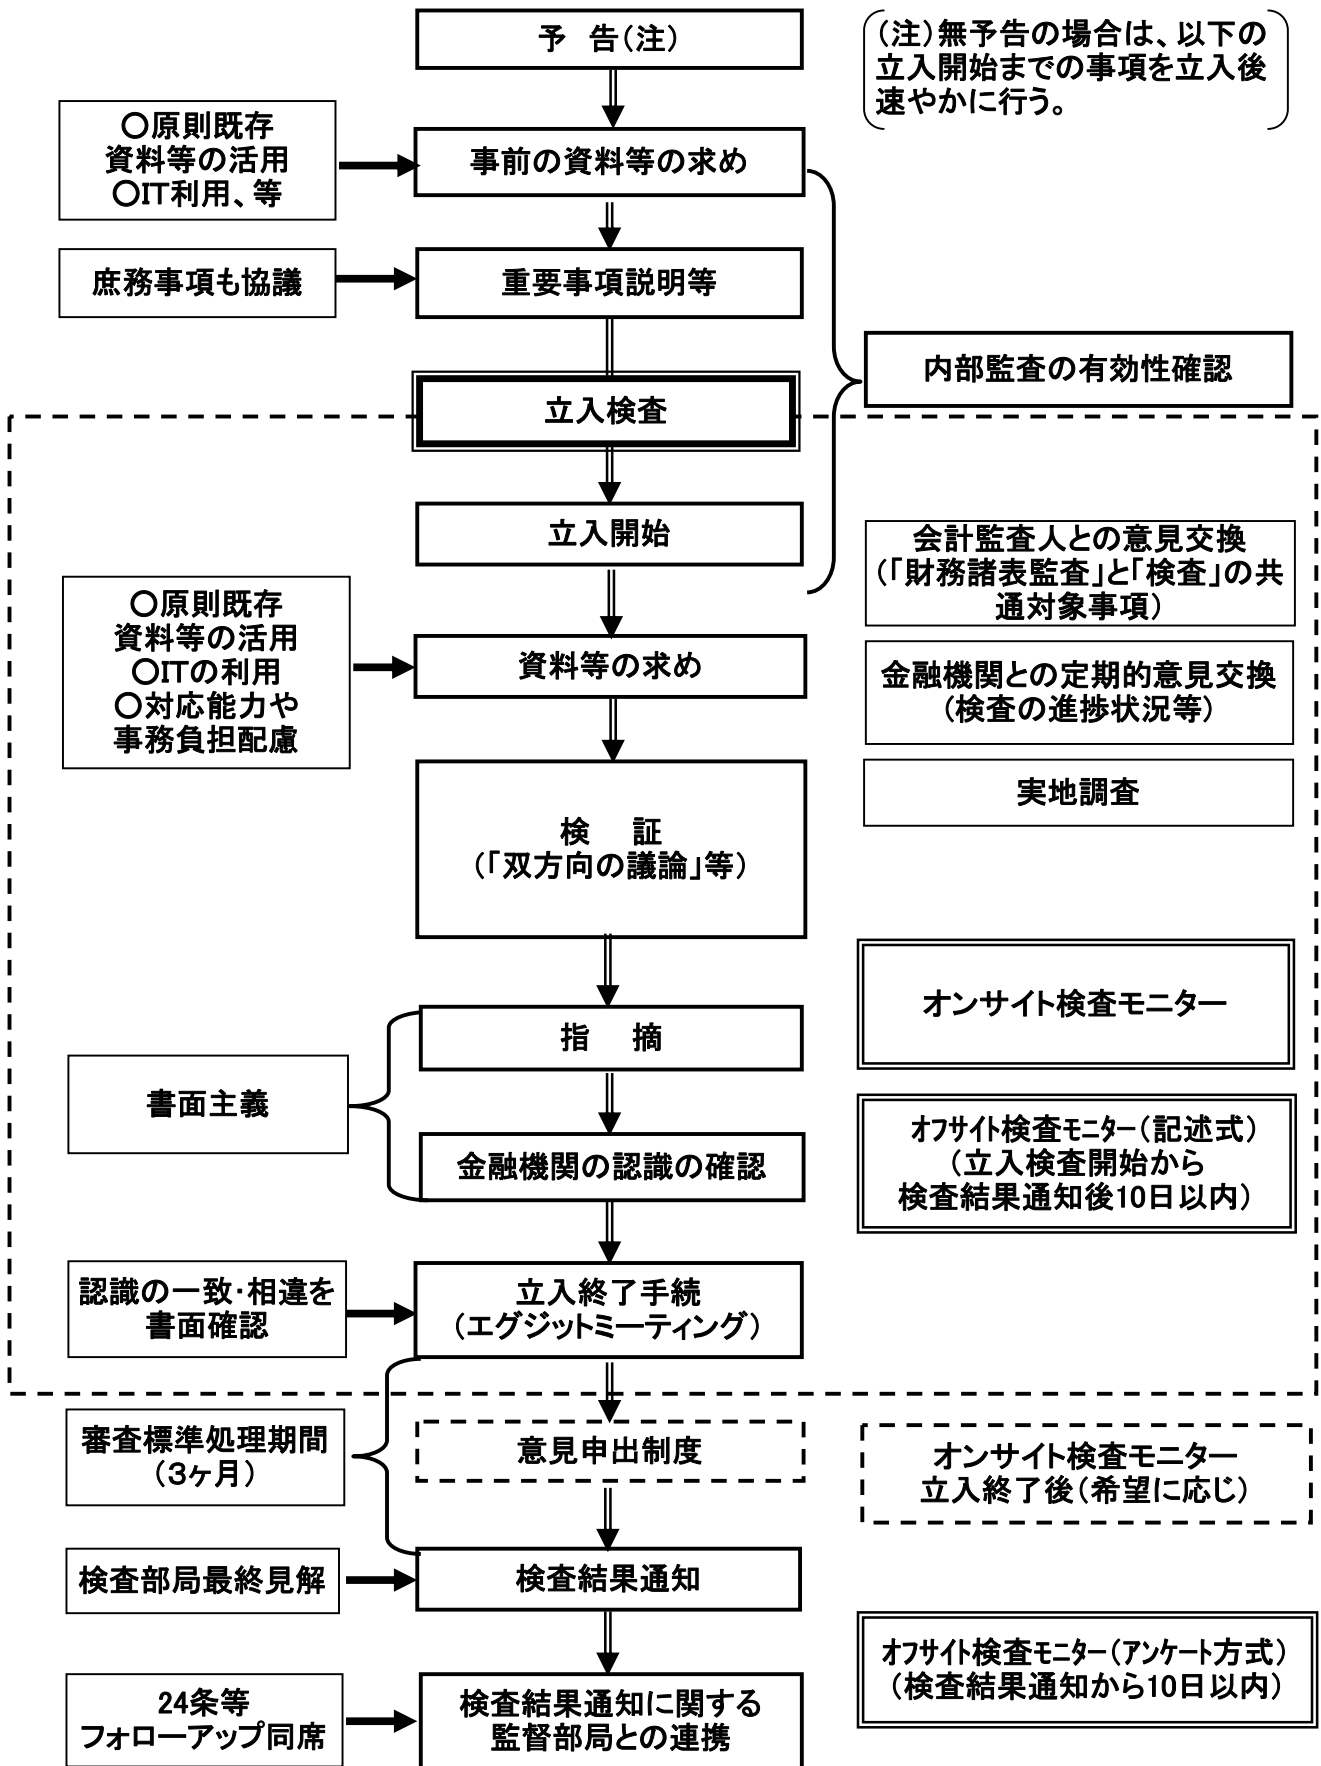 予 告(注)
(注)無予告の場合は、以下の
立入開始までの事項を立入後
速やかに行う。
○原則既存
資料等の活用
○IT利用、等
事前の資料等の求め
庶務事項も協議
重要事項説明等
内部監査の有効性確認
立入検査
立入開始
会計監査人との意見交換
(「財務諸表監査」と「検査」の共
通対象事項)
○原則既存
資料等の活用
○ITの利用
○対応能力や
事務負担配慮
資料等の求め
金融機関との定期的意見交換
(検査の進捗状況等)
実地調査
検 証
(「双方向の議論」等)
オンサイト検査モニター
指 摘
書面主義
金融機関の認識の確認
オフサイト検査モニター(記述式)
(立入検査開始から
検査結果通知後10日以内)
認識の一致・相違を
書面確認
立入終了手続
(エグジットミーティング)
審査標準処理期間
(3ヶ月)
意見申出制度
オンサイト検査モニター
立入終了後(希望に応じ)
検査部局最終見解
検査結果通知
オフサイト検査モニター(アンケート方式)
(検査結果通知から10日以内)
24条等
フォローアップ同席
検査結果通知に関する
監督部局との連携